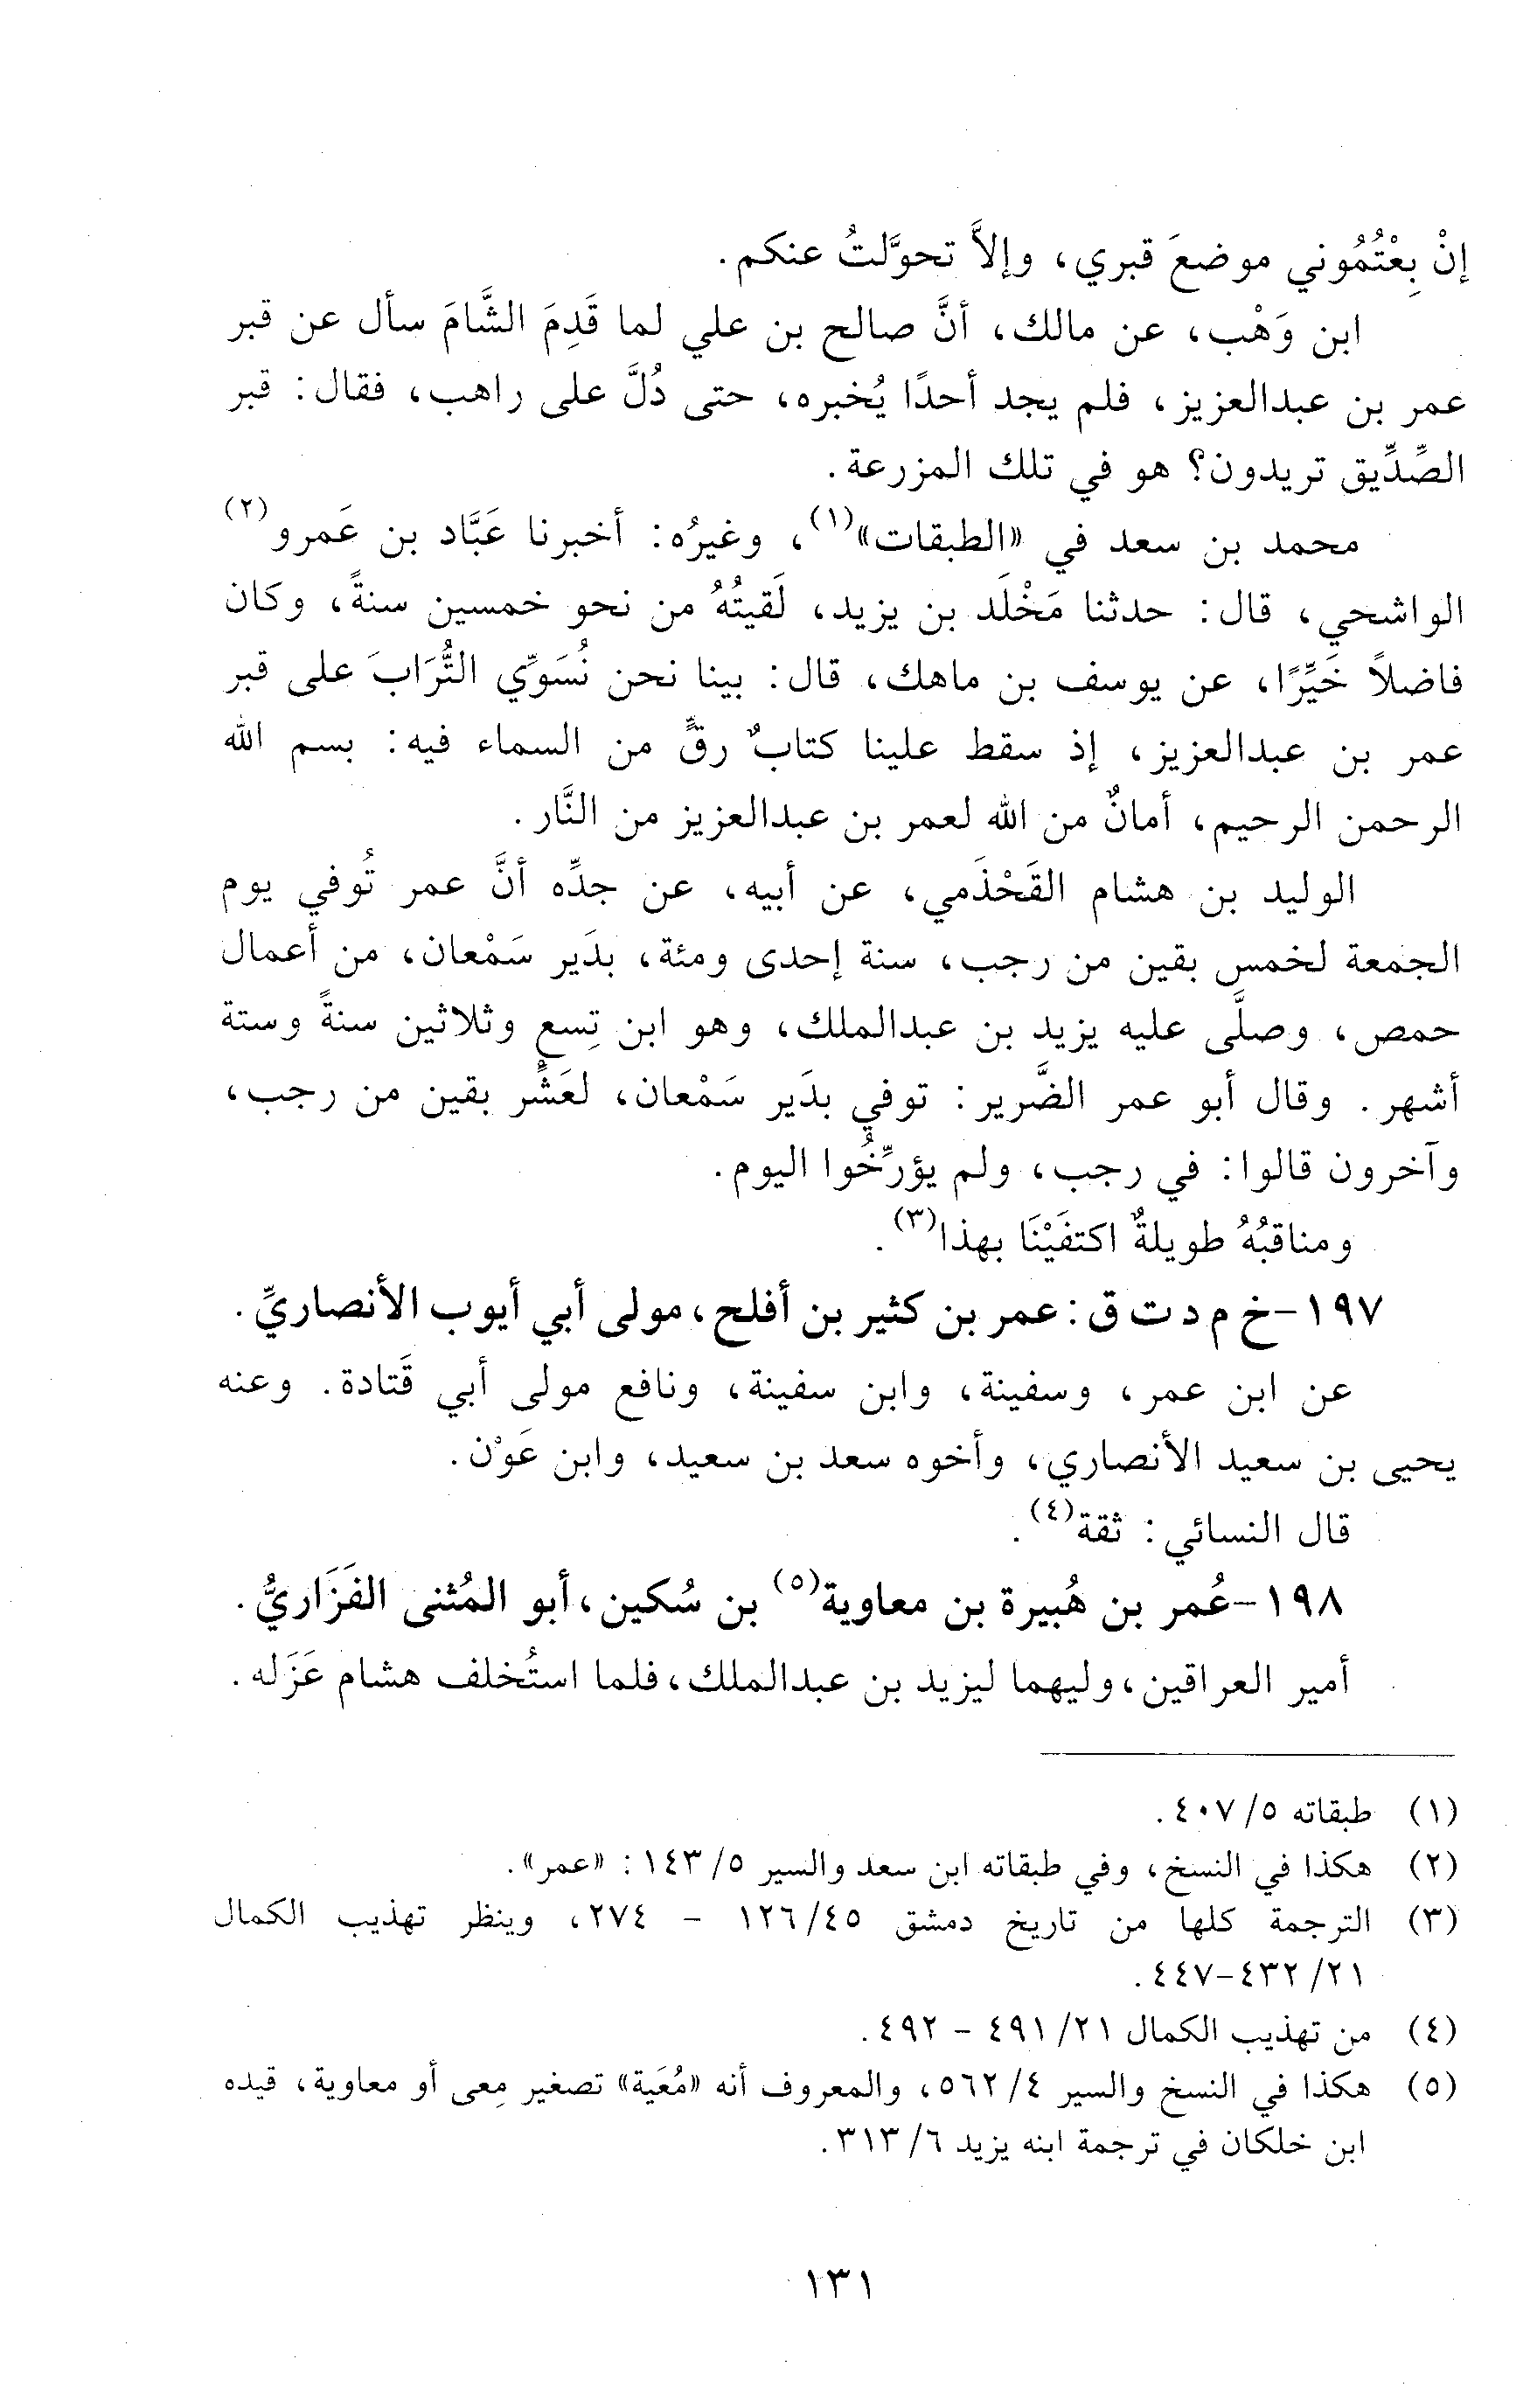 إنْ بِعْتُمُوني موضعَ قبري، وإلاَّ تحوَّلتُ عنكم.
ابن وَهْب، عن مالك، أنَّ صالح بن علي لما قَدِمَ الشَّامَ سأل عن قبر
عمر بن عبدالعزيز، فلم يجد أحدًا يُخبره، حتى دُلَّ على راهب، فقال: قبر
الصِّدِّيق تريدون؟ هو في تلك المزرعة.
محمد بن سعد في «الطبقات»(١)، وغيرُه: أخبرنا عَبَّاد بن عَمرو(٢)
الواشحي، قال: حدثنا مَخْلَد بن يزيد، لَقيتُهُ من نحو خمسين سنةً، وكان
فاضلاً خَيِّرًا، عن يوسف بن ماهك، قال: بينا نحن نُسَوِّي التُّرَابَ على قبر
عمر بن عبدالعزيز، إذ سقط علينا كتابٌ رقٌّ من السماء فيه: بسم الله
الرحمن الرحيم، أمانٌ من الله لعمر بن عبدالعزيز من النَّار.
الوليد بن هشام القَحْذَمي، عن أبيه، عن جدِّه أنَّ عمر تُوفي يوم
الجمعة لخمس بقين من رجب، سنة إحدى ومئة، بدَير سَمْعان، من أعمال
حمص، وصلَّى عليه يزيد بن عبدالملك، وهو ابن تِسع وثلاثين سنةً وستة
أشهر. وقال أبو عمر الضَّرير: توفي بدَير سَمْعان، لعَشْرٍ بقين من رجب،
وآخرون قالوا: في رجب، ولم يؤرِّخُوا اليوم.
ومناقبُهُ طويلةٌ اكتفَيْنَا بهذا(٣).
١٩٧-خ م د ت ق: عمر بن كثير بن أفلح، مولى أبي أيوب الأنصاريِّ.
عن ابن عمر، وسفينة، وابن سفينة، ونافع مولى أبي قَتادة. وعنه
يحيى بن سعيد الأنصاري، وأخوه سعد بن سعيد، وابن عَوْن.
قال النسائي: ثقة(٤).
١٩٨-عُمر بن هُبيرة بن معاوية(٥) بن سُكين، أبو المُثنى الفَزَاريُّ.
أمير العراقين، وليهما ليزيد بن عبدالملك، فلما استُخلف هشام عَزَله.
(١) طبقاته ٥/ ٤٠٧.
(٢) هكذا في النسخ، وفي طبقاته ابن سعد والسير ٥/ ١٤٣: «عمر».
(٣) الترجمة كلها من تاريخ دمشق ٤٥/ ١٢٦ - ٢٧٤، وينظر تهذيب الكمال
٢١/ ٤٣٢-٤٤٧.
(٤) من تهذيب الكمال ٢١/ ٤٩١ - ٤٩٢.
(٥) هكذا في النسخ والسير ٤/ ٥٦٢، والمعروف أنه «مُعَية» تصغير مِعى أو معاوية، قيده
ابن خلكان في ترجمة ابنه يزيد ٦/ ٣١٣.
١٣١